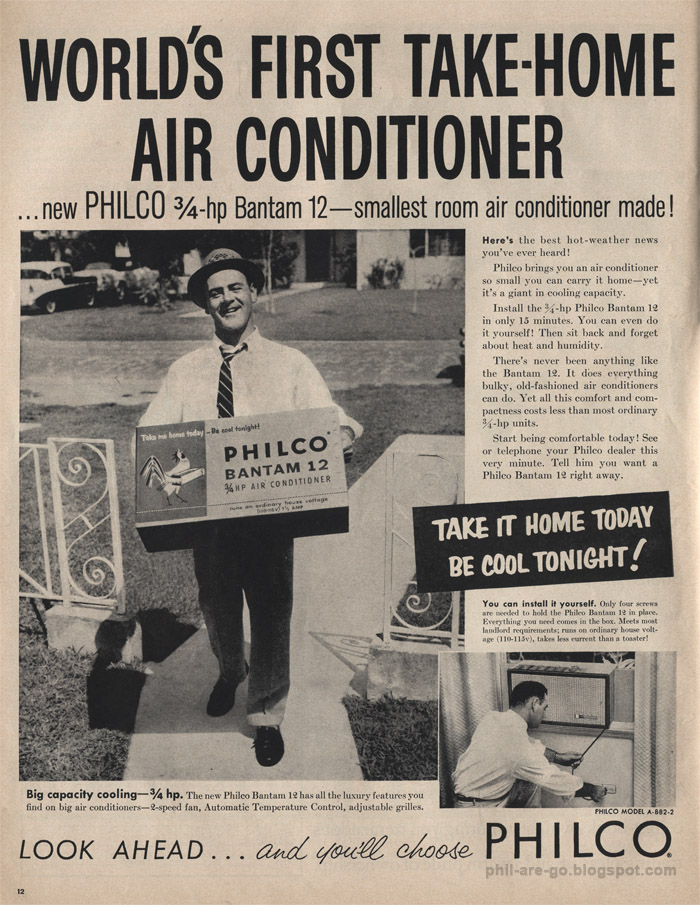 WORLD'S FIRST TAKE-HOME
AIR CONDITIONER
...new PHILCO ¾-hp Bantam 12—smallest room air conditioner made!
Here's the best hot-weather news
you've ever heard!
Philco brings you an air conditioner
so small you can carry it home—yet
it's a giant in cooling capacity.
Install the ¾-hp Philco Bantam 12
in only 15 minutes. You can even do
it yourself! Then sit back and forget
about heat and humidity.
There's never been anything like
the Bantam 12. It does everything
bulky, old-fashioned air conditioners
can do. Yet all this comfort and com-
pactness costs less than most ordinary
¾-hp units.
Start being comfortable today! See
or telephone your Philco dealer this
very minute. Tell him you want a
Philco Bantam 12 right away.
Take me home today... Be cool tonight!
PHILCO
BANTAM 12
¾ HP AIR CONDITIONER
runs on ordinary house voltage
(110-115V) 7½ AMP
TAKE IT HOME TODAY
BE COOL TONIGHT!
You can install it yourself. Only four screws
are needed to hold the Philco Bantam 12 in place.
Everything you need comes in the box. Meets most
landlord requirements; runs on ordinary house volt-
age (110-115v), takes less current than a toaster!
Big capacity cooling—¾ hp. The new Philco Bantam 12 has all the luxury features you
find on big air conditioners—2-speed fan, Automatic Temperature Control, adjustable grilles.
PHILCO MODEL A-882-2
LOOK AHEAD... and you'll choose PHILCO®
phil-are-go.blogspot.com
12